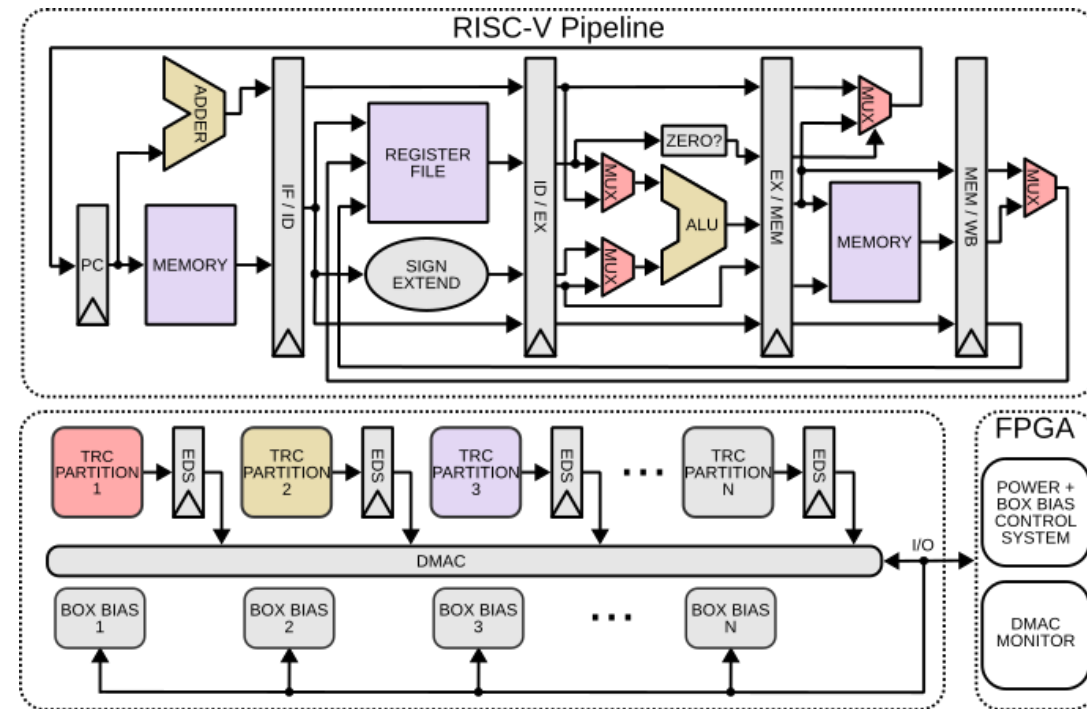 RISC-V Pipeline
ADDER
PC
MEMORY
IF / ID
REGISTER
FILE
SIGN
EXTEND
ID / EX
MUX
MUX
ZERO?
ALU
EX / MEM
MUX
MEMORY
MEM / WB
MUX
TRC
PARTITION
1
EDS
TRC
PARTITION
2
EDS
TRC
PARTITION
3
EDS
...
TRC
PARTITION
N
EDS
DMAC
I/O
BOX BIAS
1
BOX BIAS
2
BOX BIAS
3
...
BOX BIAS
N
FPGA
POWER +
BOX BIAS
CONTROL
SYSTEM
DMAC
MONITOR